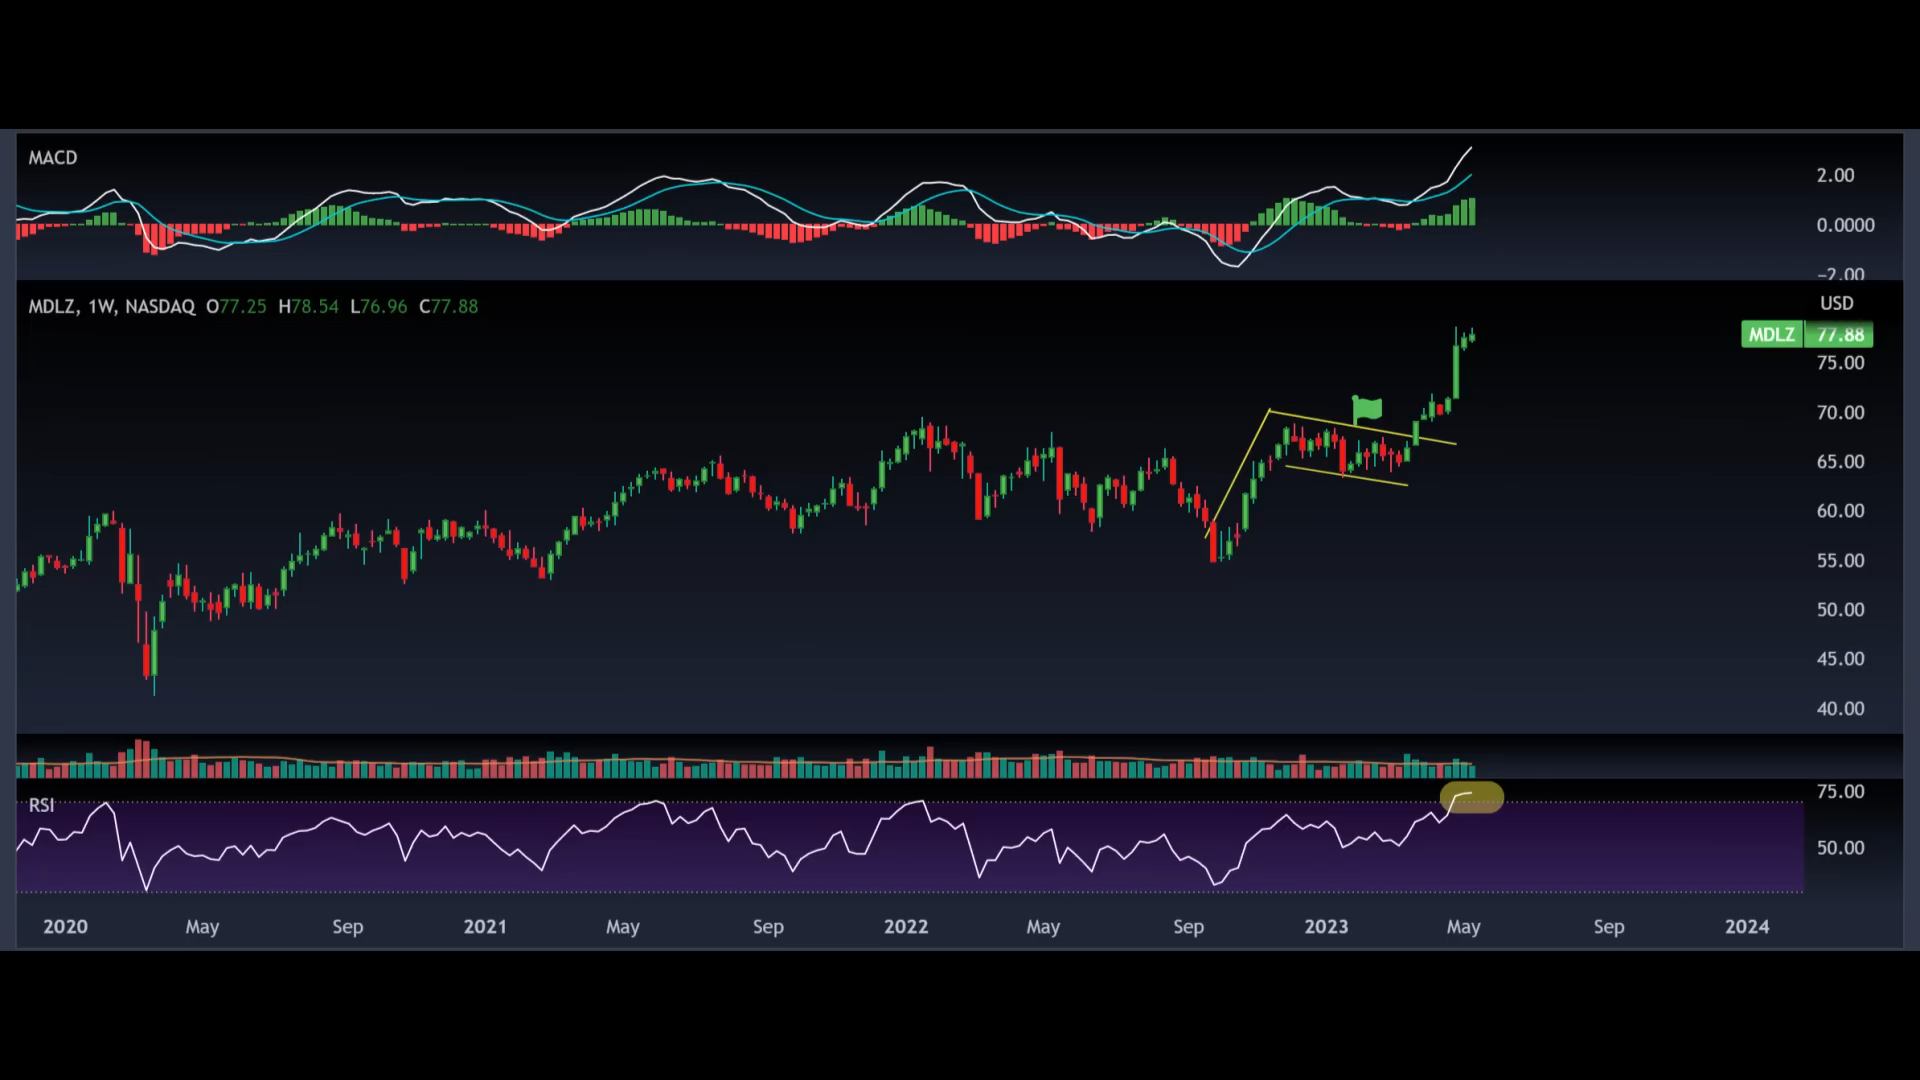 MACD
2.00
0.0000
−2.00
MDLZ, 1W, NASDAQ O77.25 H78.54 L76.96 C77.88
USD
MDLZ 77.88
75.00
70.00
65.00
60.00
55.00
50.00
45.00
40.00
RSI
75.00
50.00
2020 May Sep 2021 May Sep 2022 May Sep 2023 May Sep 2024